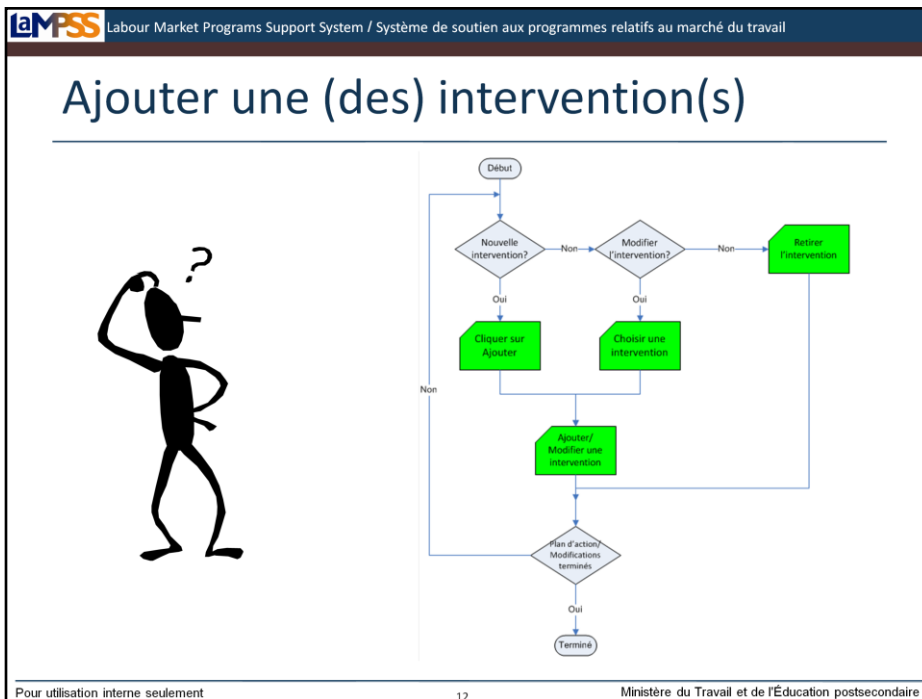 LaMPSS Labour Market Programs Support System / Système de soutien aux programmes relatifs au marché du travail
Ajouter une (des) intervention(s)
?
Début
Nouvelle
intervention?
Non
Modifier
l'intervention?
Non
Retirer
l'intervention
Oui
Oui
Cliquer sur
Ajouter
Choisir une
intervention
Non
Ajouter/
Modifier une
intervention
Plan d'action/
Modifications
terminés
Oui
Terminé
Pour utilisation interne seulement
12
Ministère du Travail et de l'Éducation postsecondaire